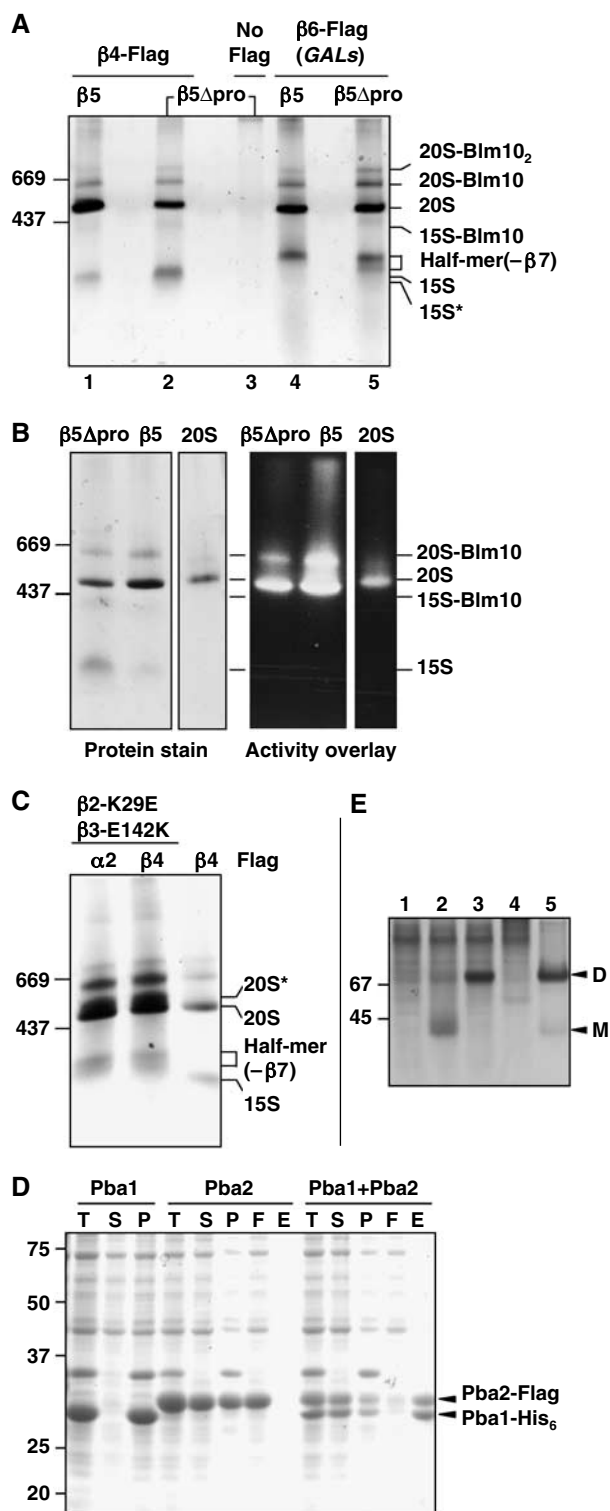 A
β4-Flag
No
Flag
β6-Flag
(GALs)
β5
β5Δpro
β5
β5Δpro
669
437
20S-Blm10₂
20S-Blm10
20S
15S-Blm10
Half-mer(−β7)
15S
15S*
1 2 3 4 5
B
β5Δpro β5 20S
β5Δpro β5 20S
669
437
20S-Blm10
20S
15S-Blm10
15S
Protein stain
Activity overlay
C
β2-K29E
β3-E142K
α2 β4 β4 Flag
669
437
20S*
20S
Half-mer
(−β7)
15S
E
1 2 3 4 5
67
45
D
M
D
Pba1 Pba2 Pba1+Pba2
T S P T S P F E T S P F E
75
50
37
25
20
Pba2-Flag
Pba1-His₆